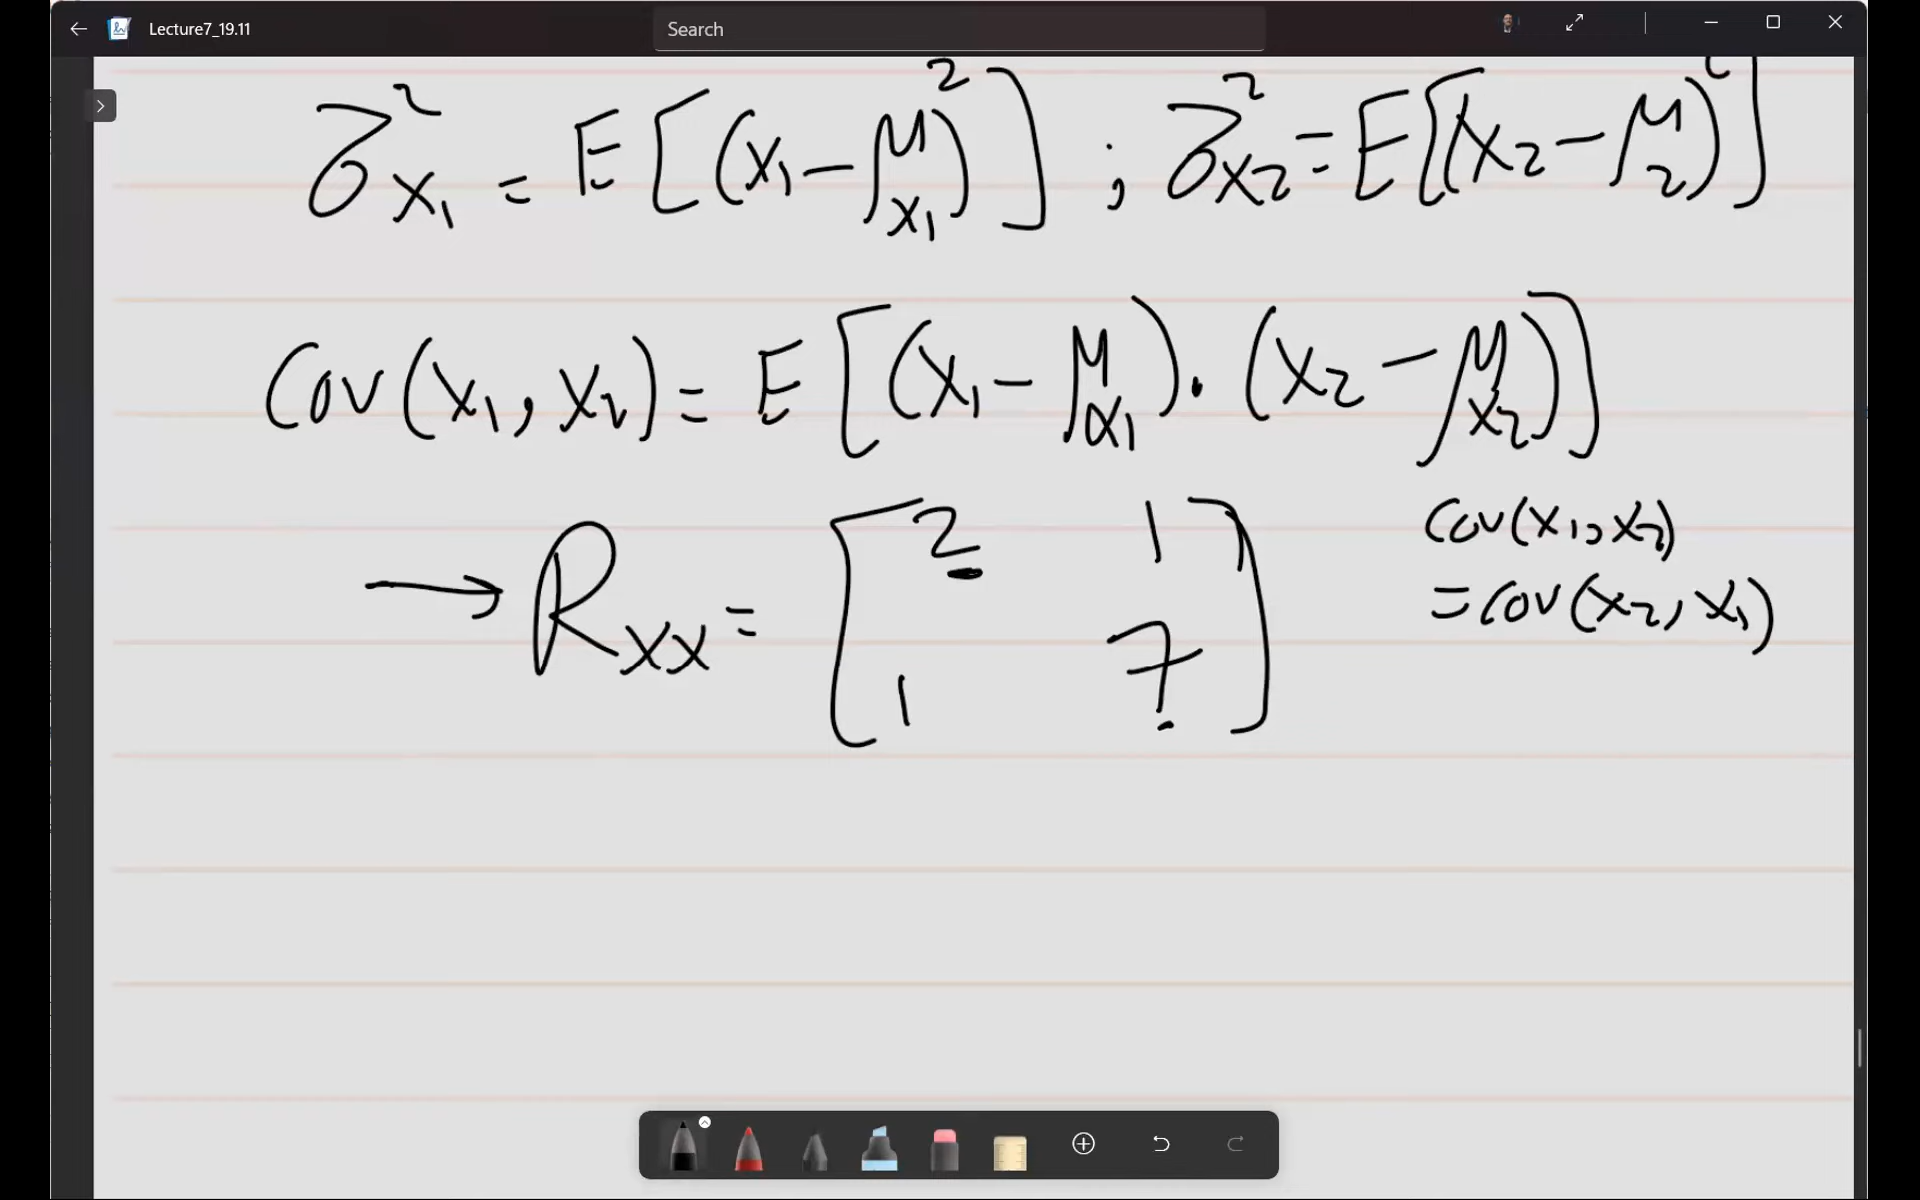 Lecture7_19.11
Search
σ²x₁ = E[(x₁ − μx₁)²] ; σ²x₂ = E[(x₂ − μ₂)²]
Cov(x₁, x₂) = E[(x₁ − μx₁) · (x₂ − μx₂)]
→ Rxx = [2 1
1 7]
Cov(x₁, x₂)
= Cov(x₂, x₁)